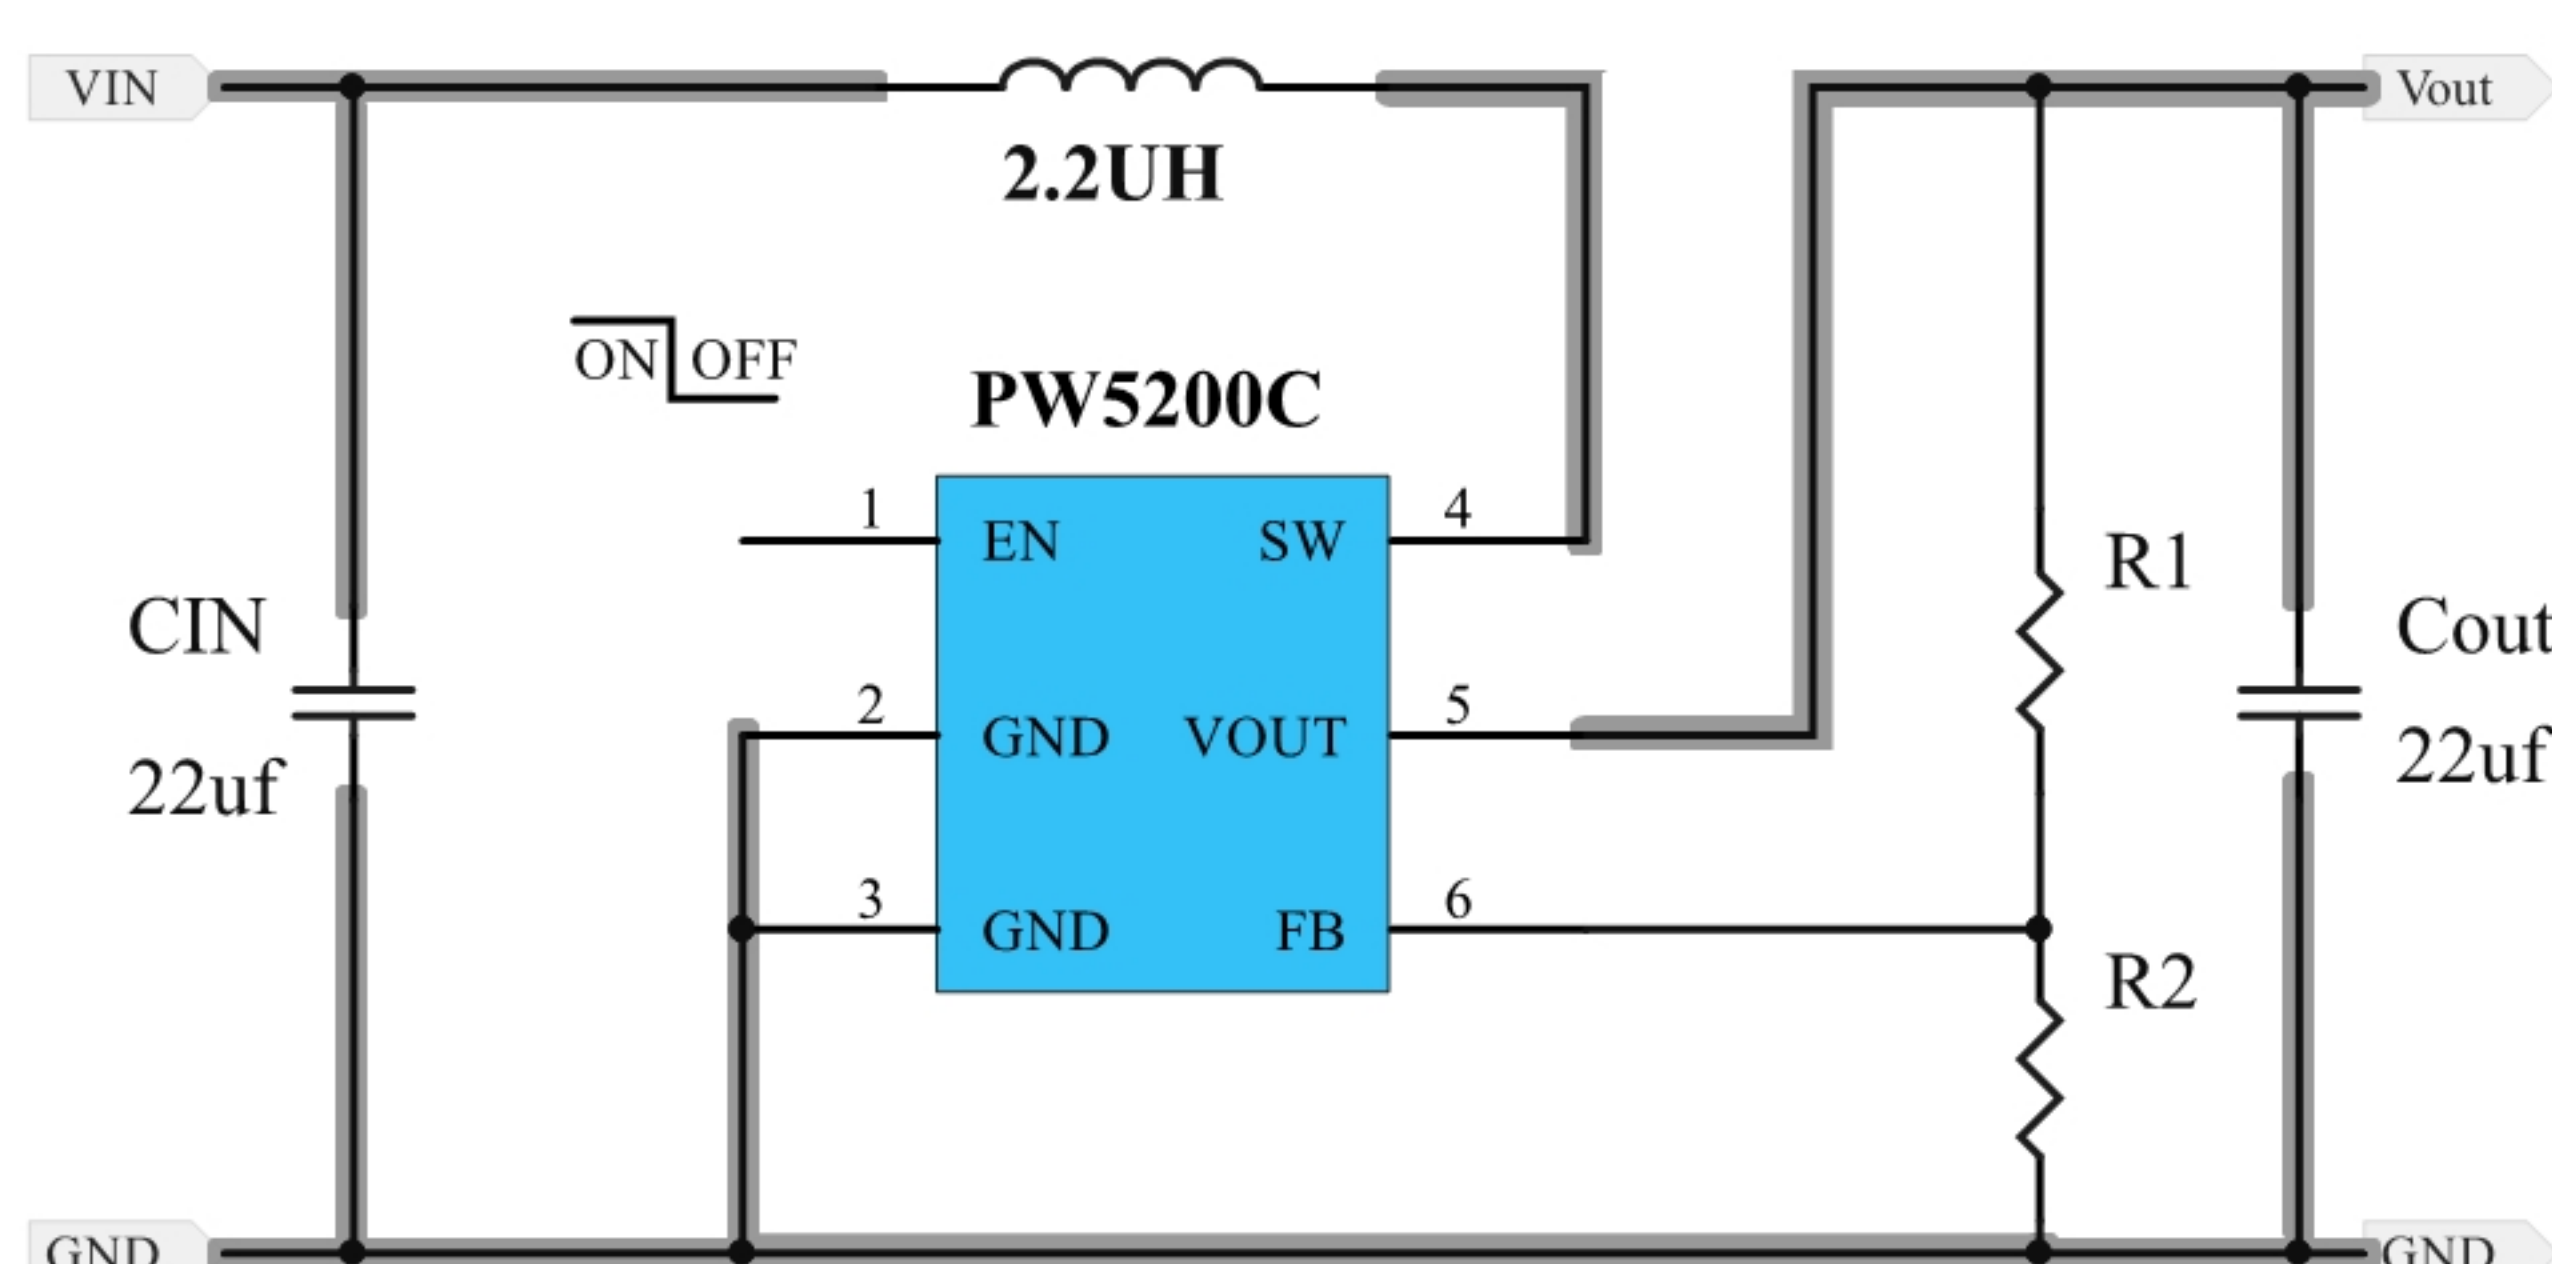 VIN
Vout
2.2UH
ON OFF
PW5200C
1 EN SW 4
R1
CIN
Cout
2 GND VOUT 5
22uf
22uf
3 GND FB 6
R2
GND
GND